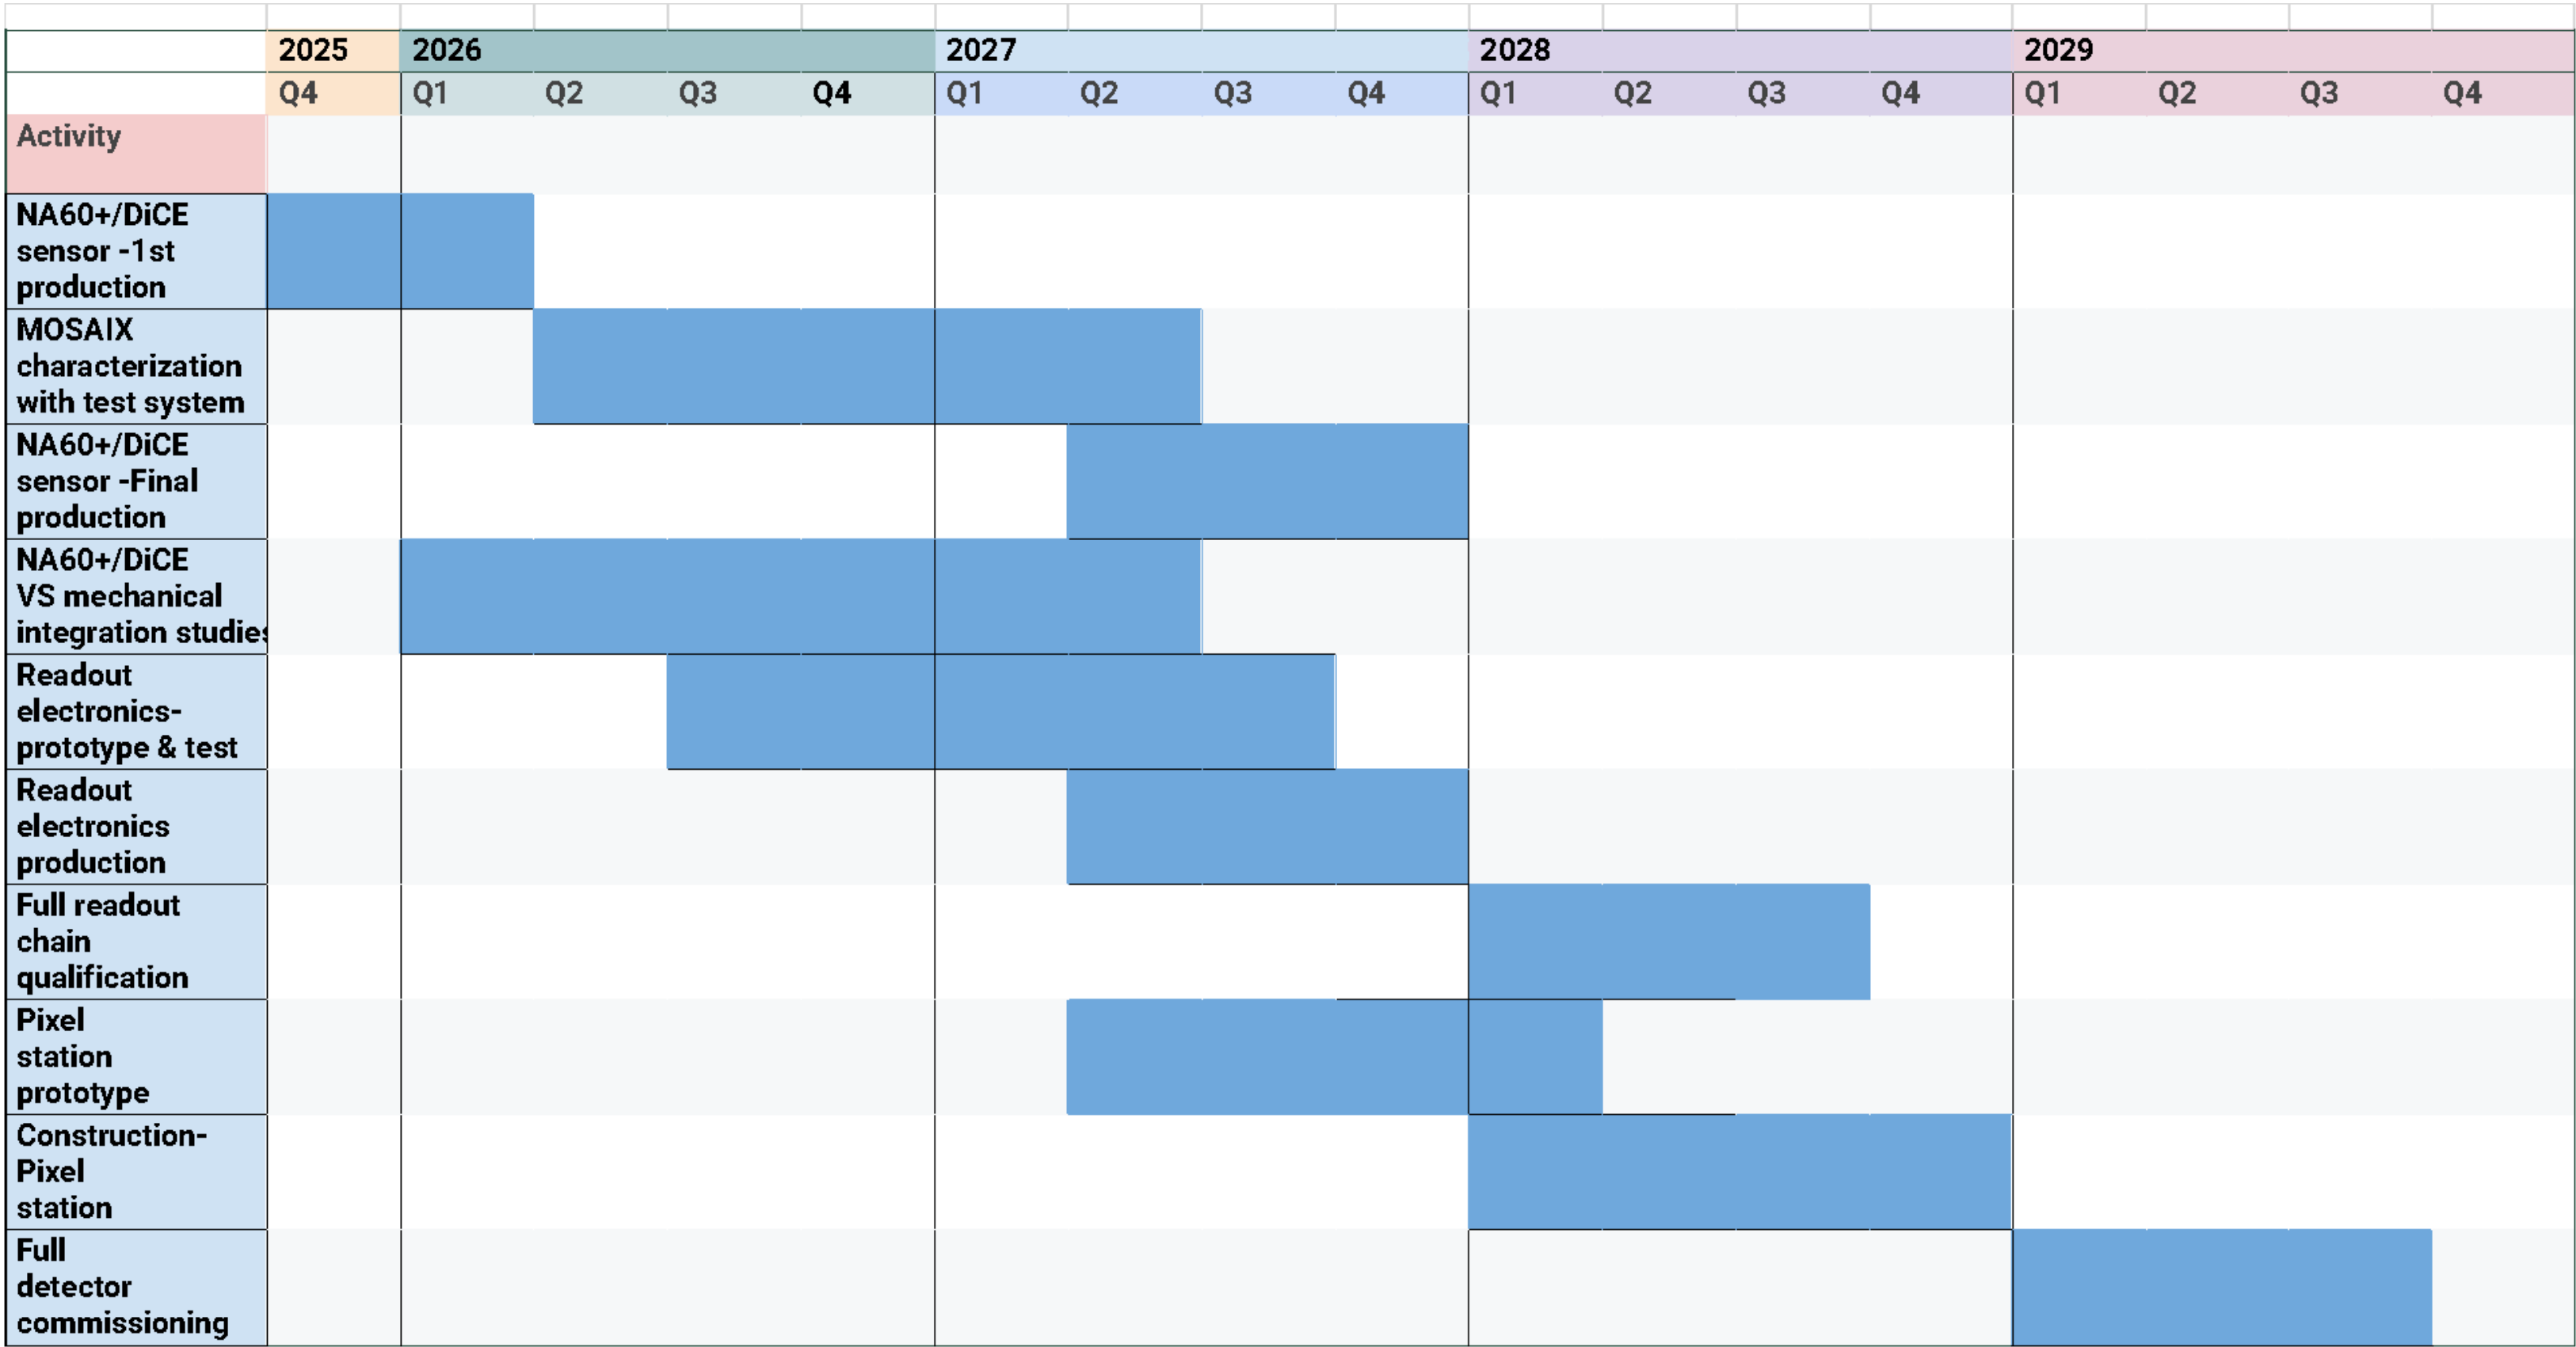 2025 2026 2027 2028 2029
Q4 Q1 Q2 Q3 Q4 Q1 Q2 Q3 Q4 Q1 Q2 Q3 Q4 Q1 Q2 Q3 Q4
Activity
NA60+/DiCE
sensor -1st
production
MOSAIX
characterization
with test system
NA60+/DiCE
sensor -Final
production
NA60+/DiCE
VS mechanical
integration studies
Readout
electronics-
prototype & test
Readout
electronics
production
Full readout
chain
qualification
Pixel
station
prototype
Construction-
Pixel
station
Full
detector
commissioning